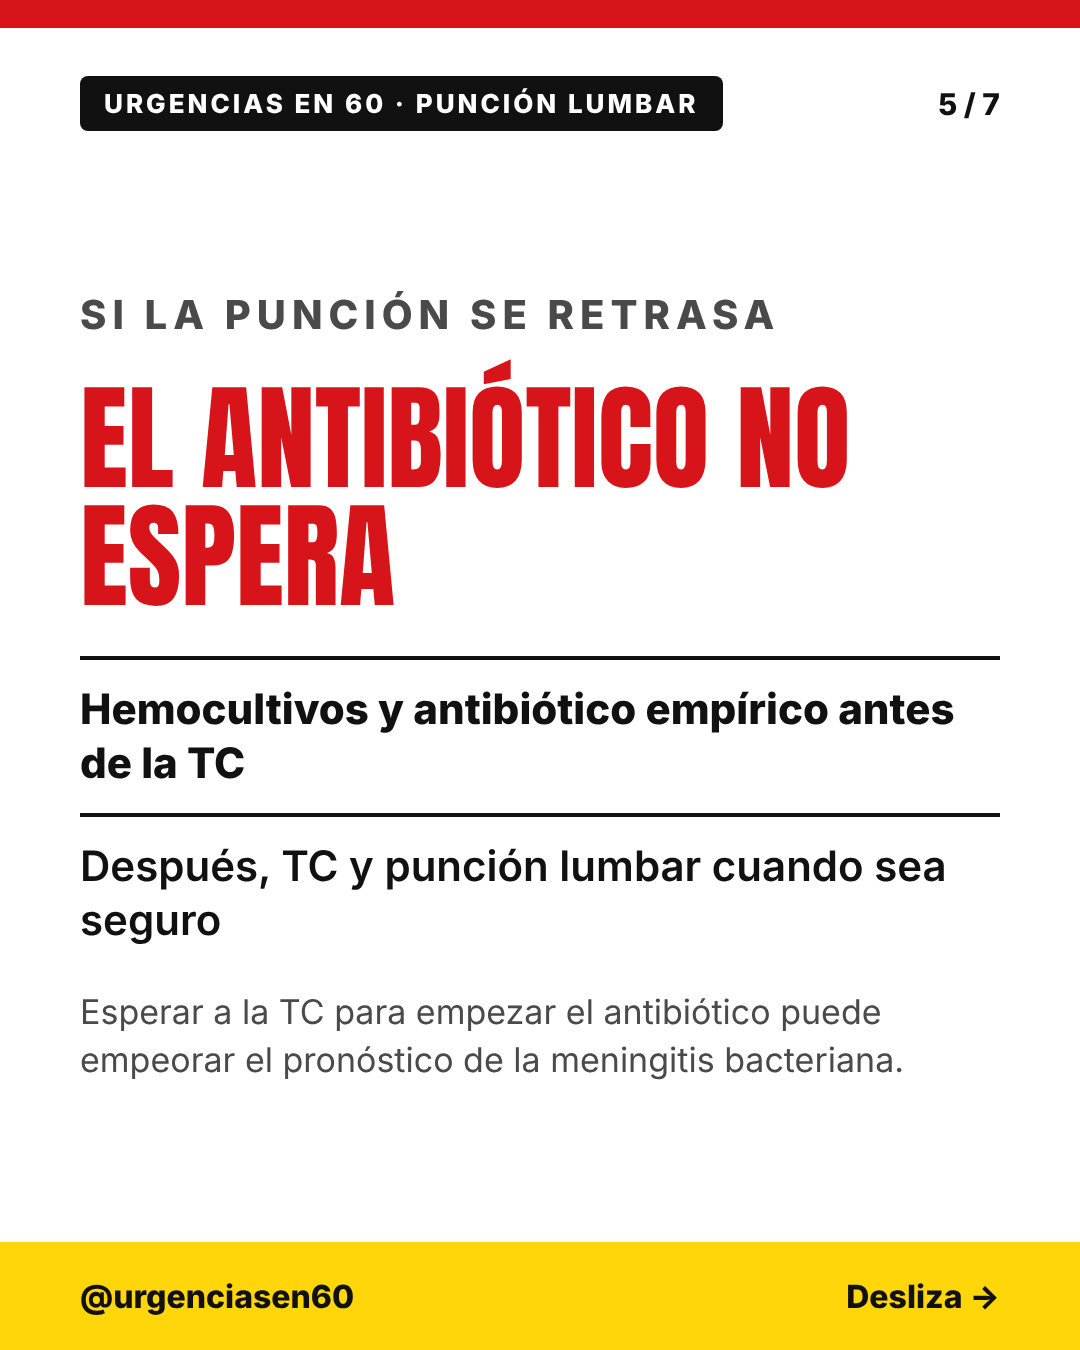 URGENCIAS EN 60 · PUNCIÓN LUMBAR
5 / 7
SI LA PUNCIÓN SE RETRASA
EL ANTIBIÓTICO NO
ESPERA
Hemocultivos y antibiótico empírico antes
de la TC
Después, TC y punción lumbar cuando sea
seguro
Esperar a la TC para empezar el antibiótico puede
empeorar el pronóstico de la meningitis bacteriana.
@urgenciasen60
Desliza →